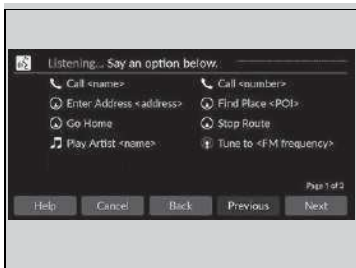 Listening... Say an option below.
Call <name> Call <number>
Enter Address <address> Find Place <POI>
Go Home Stop Route
Play Artist <name> Tune to <FM frequency>
Page 1 of 3
Help Cancel Back Previous Next